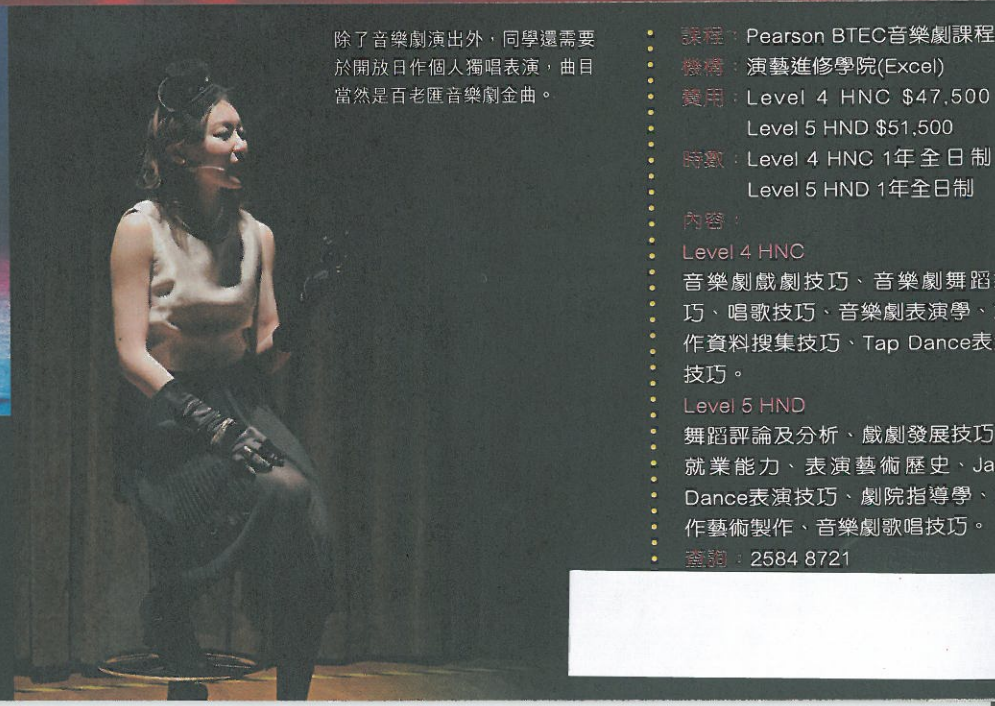 除了音樂劇演出外，同學還需要
於開放日作個人獨唱表演，曲目
當然是百老匯音樂劇金曲。
課程：Pearson BTEC音樂劇課程
機構：演藝進修學院(Excel)
費用：Level 4 HNC $47,500
Level 5 HND $51,500
時數：Level 4 HNC 1年全日制
Level 5 HND 1年全日制
內容：
Level 4 HNC
音樂劇戲劇技巧、音樂劇舞蹈
巧、唱歌技巧、音樂劇表演學、
作資料搜集技巧、Tap Dance表
技巧。
Level 5 HND
舞蹈評論及分析、戲劇發展技巧
就業能力、表演藝術歷史、Ja
Dance表演技巧、劇院指導學、
作藝術製作、音樂劇歌唱技巧。
查詢：2584 8721